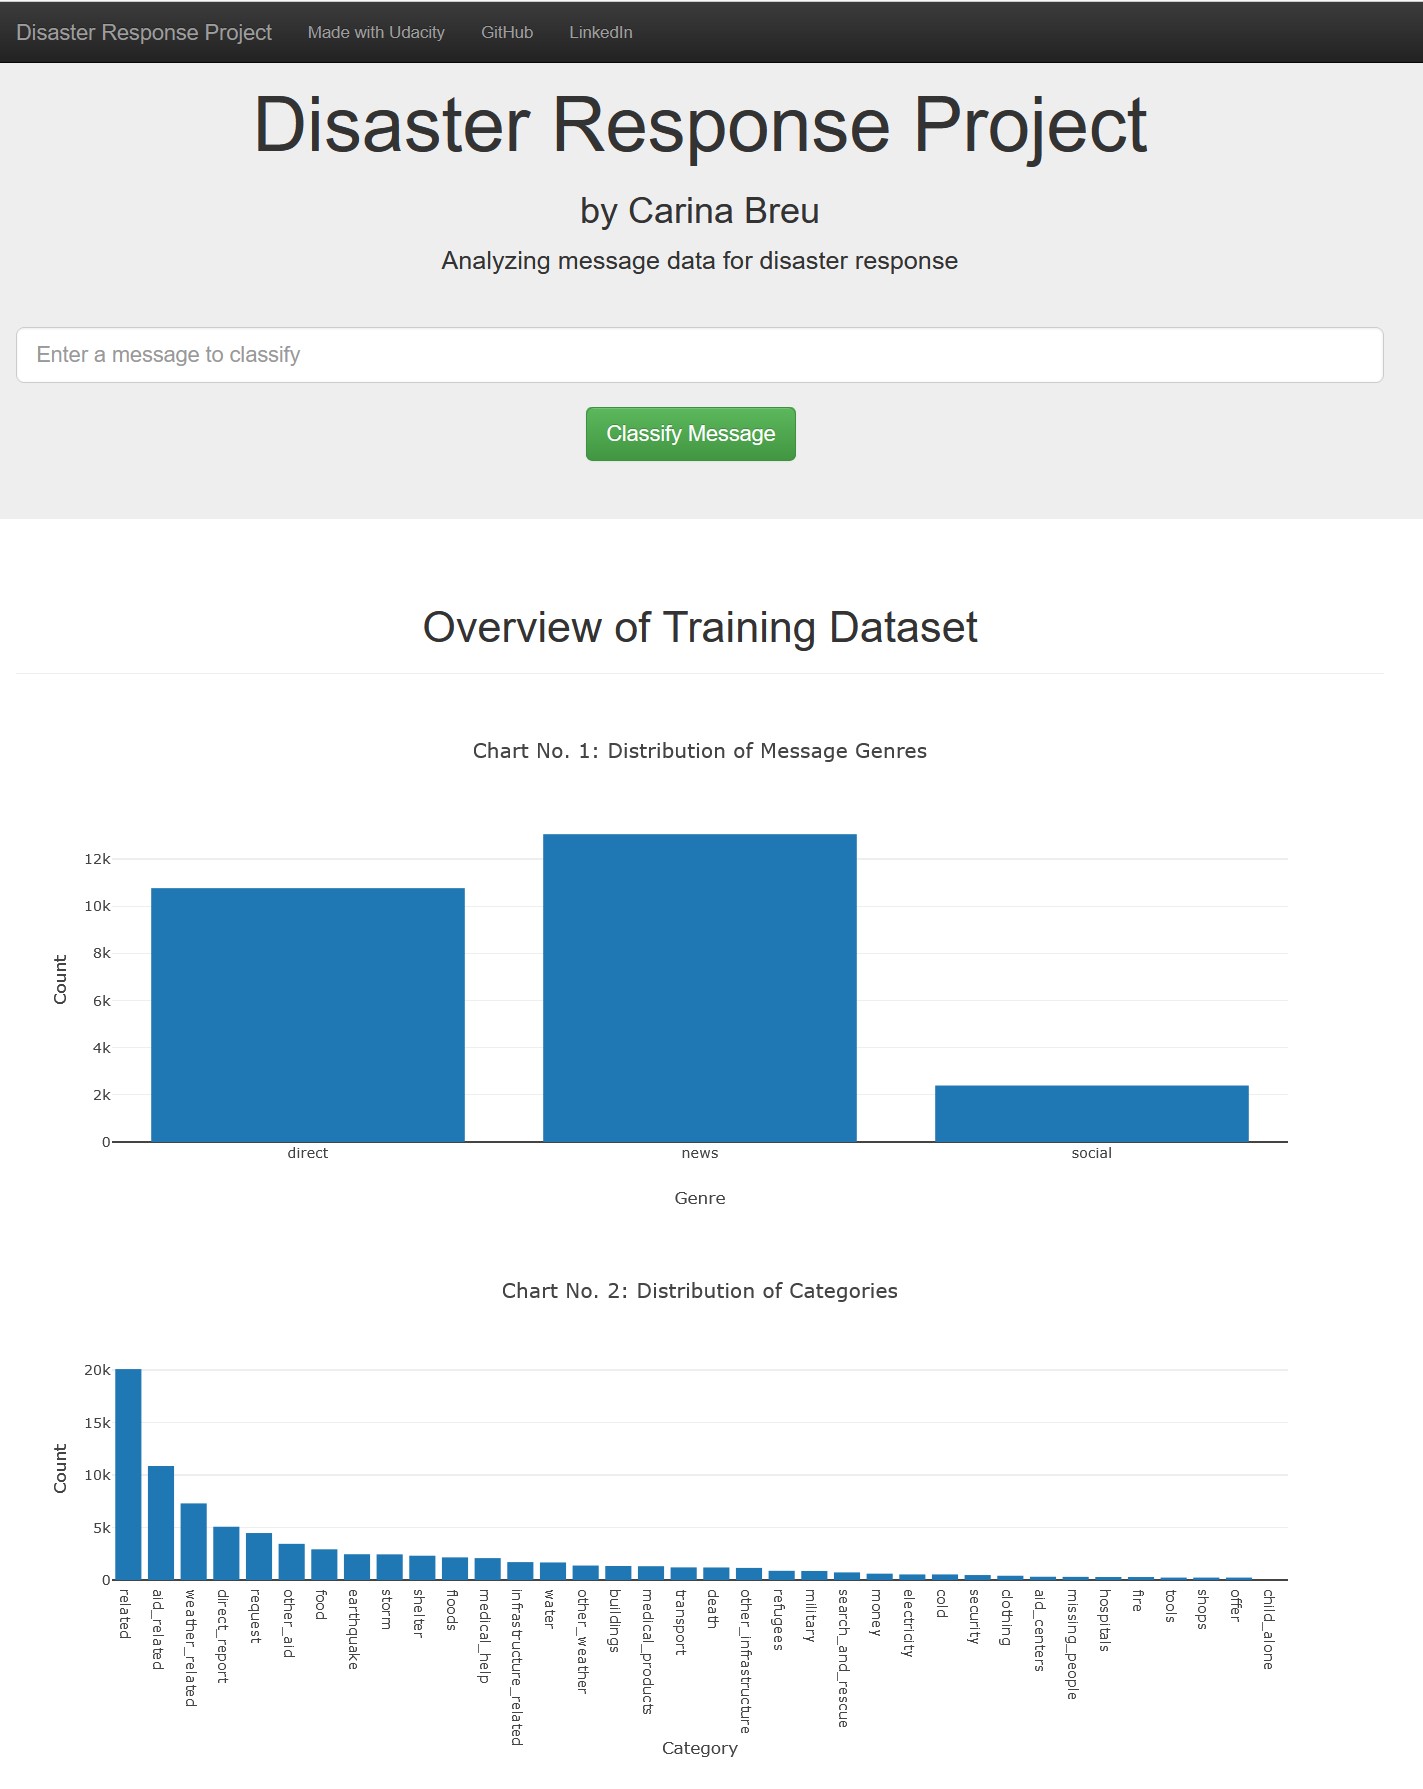 Disaster Response Project Made with Udacity GitHub LinkedIn
Disaster Response Project
by Carina Breu
Analyzing message data for disaster response
Enter a message to classify
Classify Message
Overview of Training Dataset
Chart No. 1: Distribution of Message Genres
12k
10k
8k
6k
4k
2k
0
Count
direct news social
Genre
Chart No. 2: Distribution of Categories
20k
15k
10k
5k
0
Count
related
aid_related
weather_related
direct_report
request
other_aid
food
earthquake
storm
shelter
floods
medical_help
infrastructure_related
water
other_weather
buildings
medical_products
transport
death
other_infrastructure
refugees
military
search_and_rescue
money
electricity
cold
security
clothing
aid_centers
missing_people
hospitals
fire
tools
shops
offer
child_alone
Category